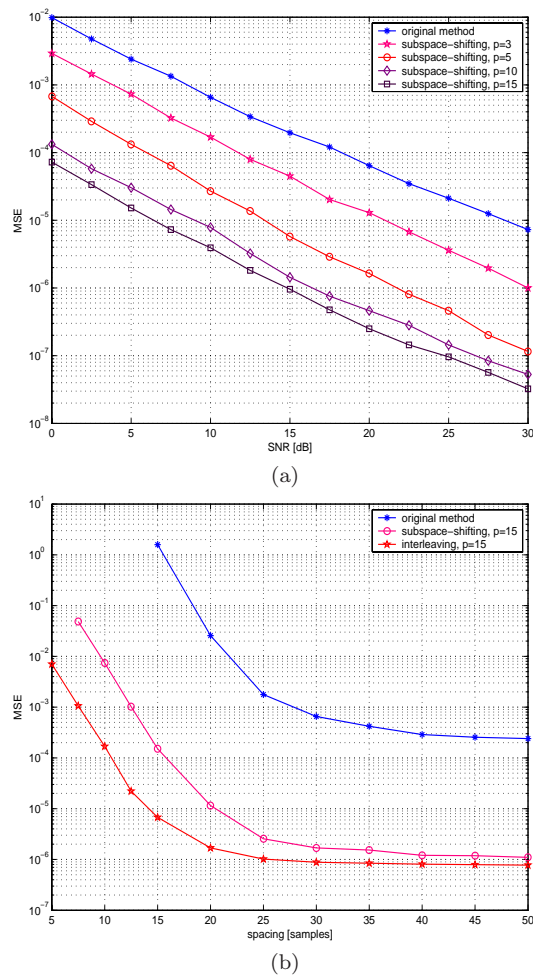 10^-2
10^-3
10^-4
10^-5
10^-6
10^-7
10^-8
MSE
original method
subspace-shifting, p=3
subspace-shifting, p=5
subspace-shifting, p=10
subspace-shifting, p=15
0 5 10 15 20 25 30
SNR [dB]
(a)
10^1
10^0
10^-1
10^-2
10^-3
10^-4
10^-5
10^-6
10^-7
MSE
original method
subspace-shifting, p=15
interleaving, p=15
5 10 15 20 25 30 35 40 45 50
spacing [samples]
(b)